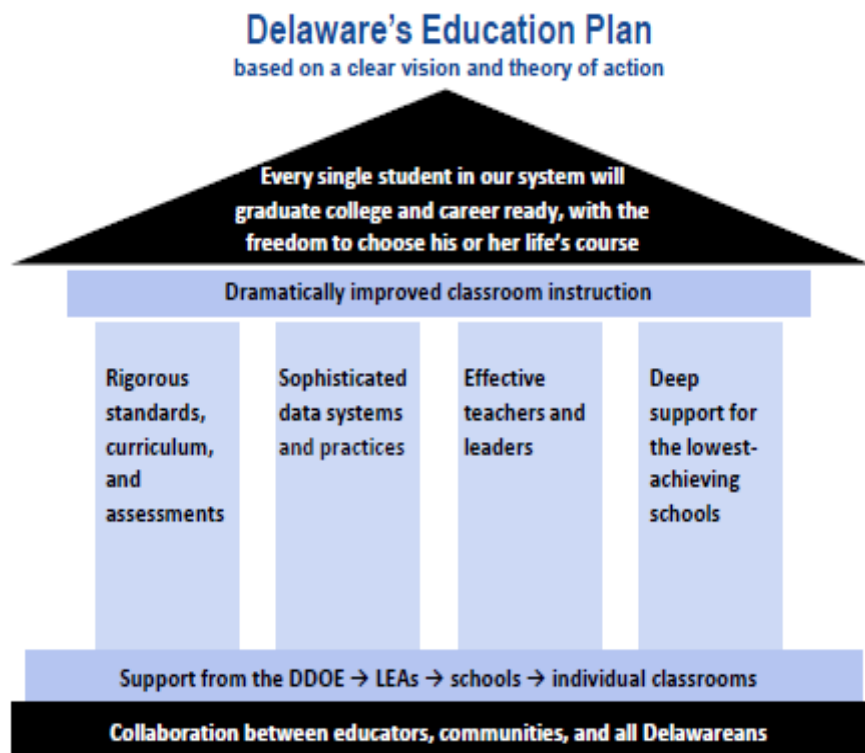 Delaware's Education Plan
based on a clear vision and theory of action
Every single student in our system will
graduate college and career ready, with the
freedom to choose his or her life's course
Dramatically improved classroom instruction
Rigorous
standards,
curriculum,
and
assessments
Sophisticated
data systems
and practices
Effective
teachers and
leaders
Deep
support for
the lowest-
achieving
schools
Support from the DDOE → LEAs → schools → individual classrooms
Collaboration between educators, communities, and all Delawareans